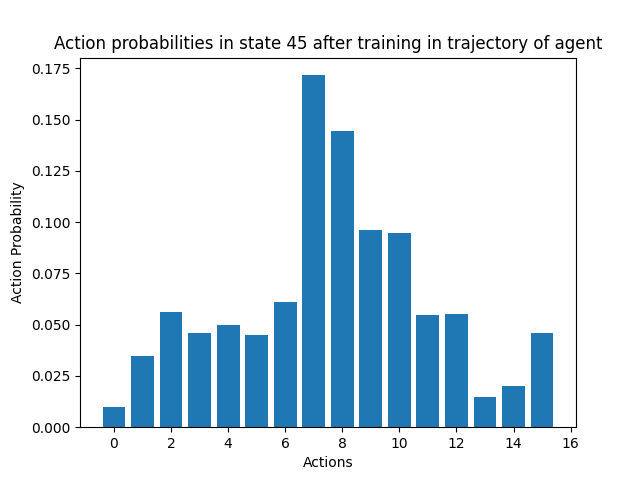 Action probabilities in state 45 after training in trajectory of agent
0.175
0.150
0.125
0.100
0.075
0.050
0.025
0.000
Action Probability
0 2 4 6 8 10 12 14 16
Actions